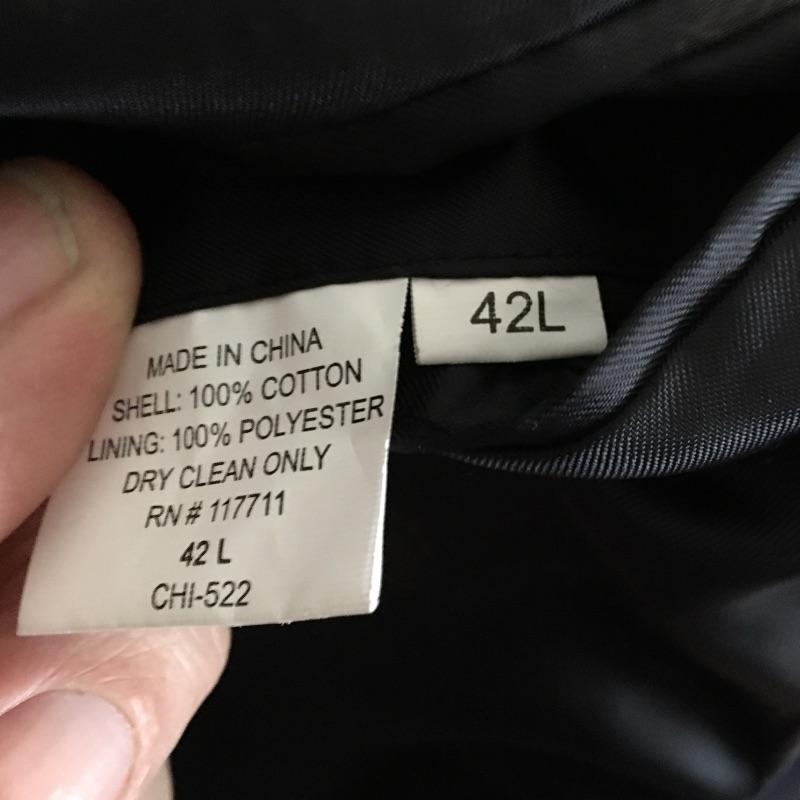 MADE IN CHINA
SHELL: 100% COTTON
LINING: 100% POLYESTER
DRY CLEAN ONLY
RN # 117711
42 L
CHI-522
42L